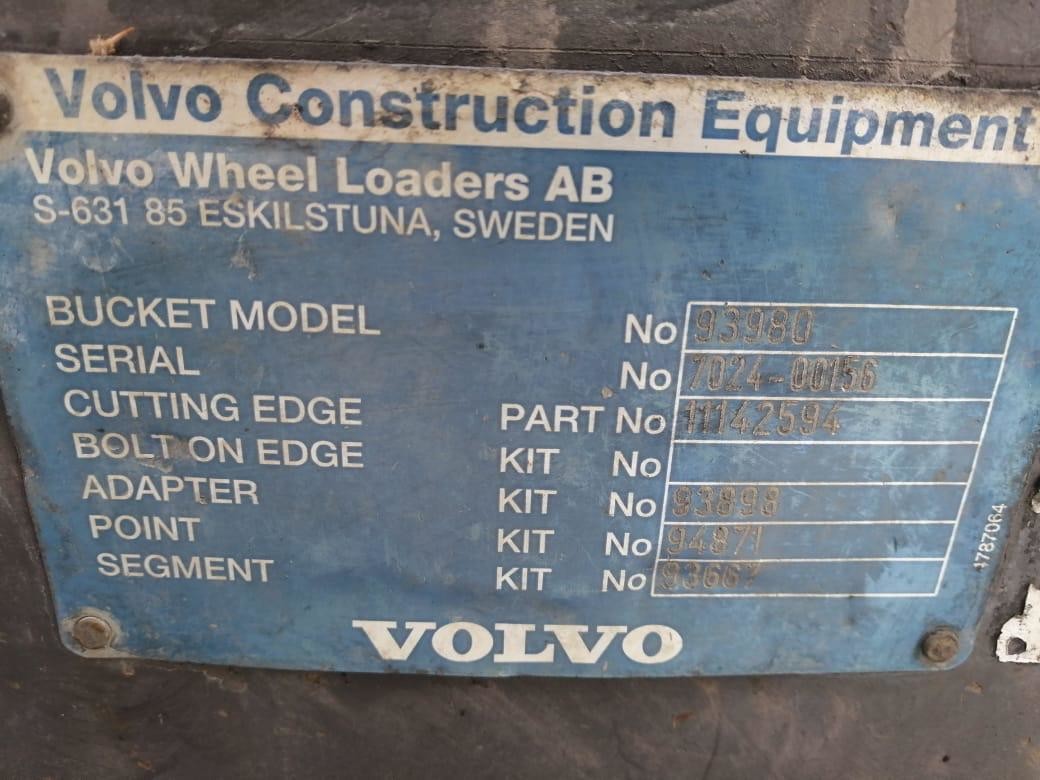 Volvo Construction Equipment
Volvo Wheel Loaders AB
S-631 85 ESKILSTUNA, SWEDEN
BUCKET MODEL No 93980
SERIAL No 7024-00156
CUTTING EDGE PART No 11142594
BOLT ON EDGE KIT No
ADAPTER KIT No 93898
POINT KIT No 94871
SEGMENT KIT No 93667
4787064
VOLVO